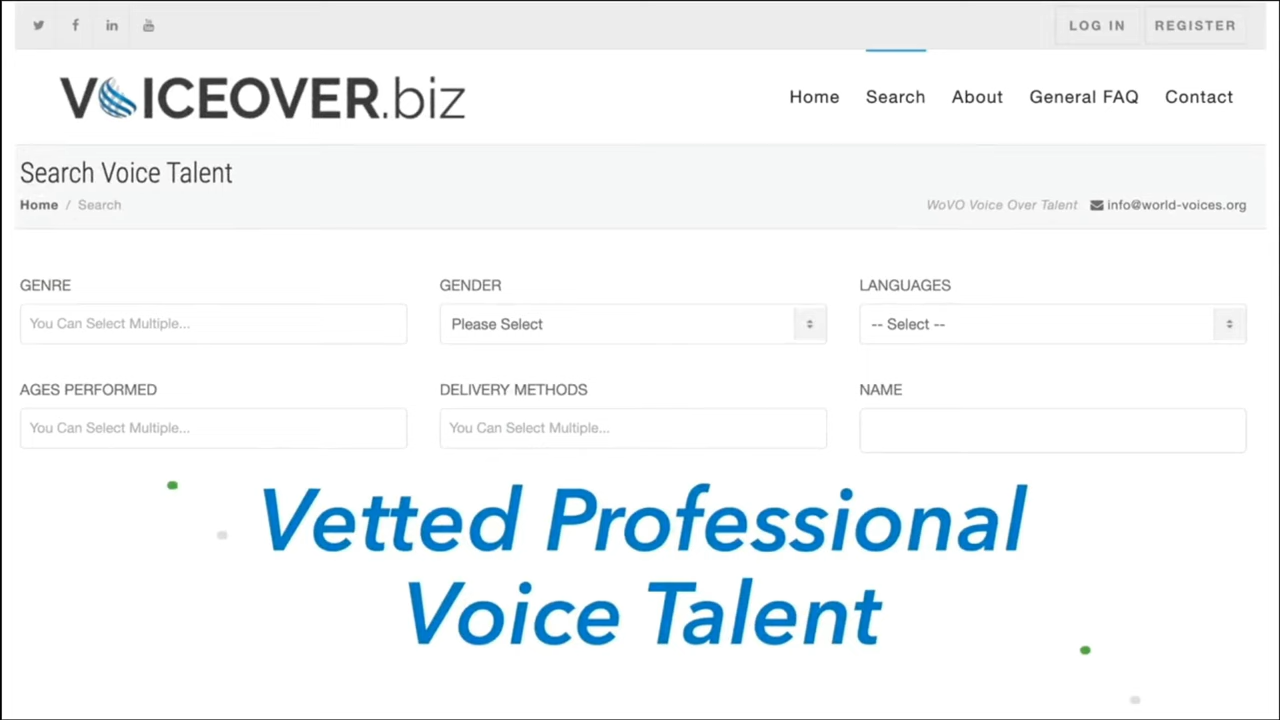 LOG IN REGISTER
VOICEOVER.biz
Home Search About General FAQ Contact
Search Voice Talent
Home / Search
WoVO Voice Over Talent info@world-voices.org
GENRE GENDER LANGUAGES
You Can Select Multiple... Please Select -- Select --
AGES PERFORMED DELIVERY METHODS NAME
You Can Select Multiple... You Can Select Multiple...
Vetted Professional
Voice Talent